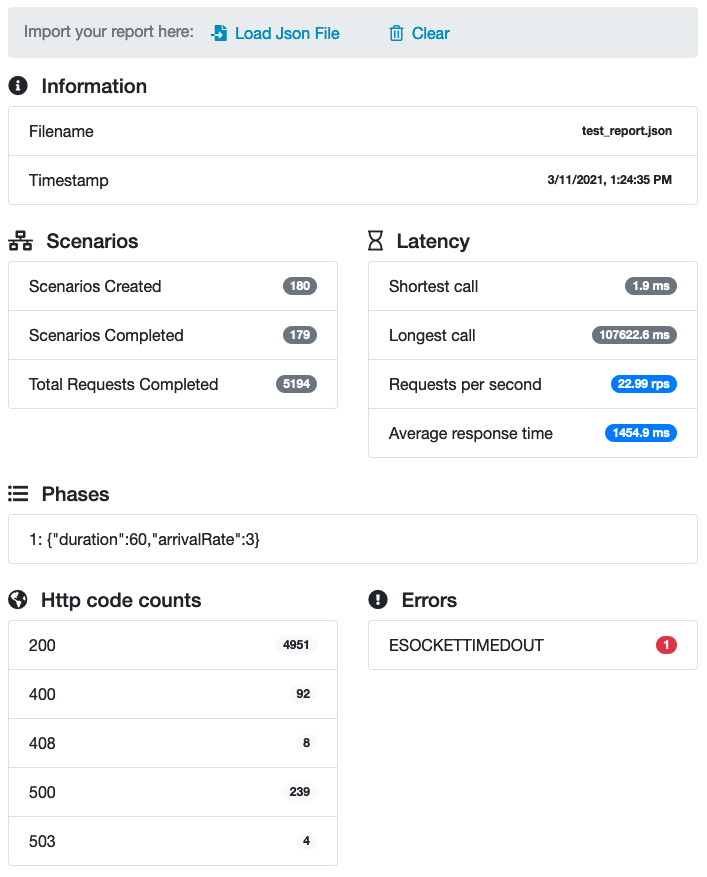 Import your report here: Load Json File Clear
Information
Filename test_report.json
Timestamp 3/11/2021, 1:24:35 PM
Scenarios
Scenarios Created 180
Scenarios Completed 179
Total Requests Completed 5194
Latency
Shortest call 1.9 ms
Longest call 107622.6 ms
Requests per second 22.99 rps
Average response time 1454.9 ms
Phases
1: {"duration":60,"arrivalRate":3}
Http code counts
200 4951
400 92
408 8
500 239
503 4
Errors
ESOCKETTIMEDOUT 1